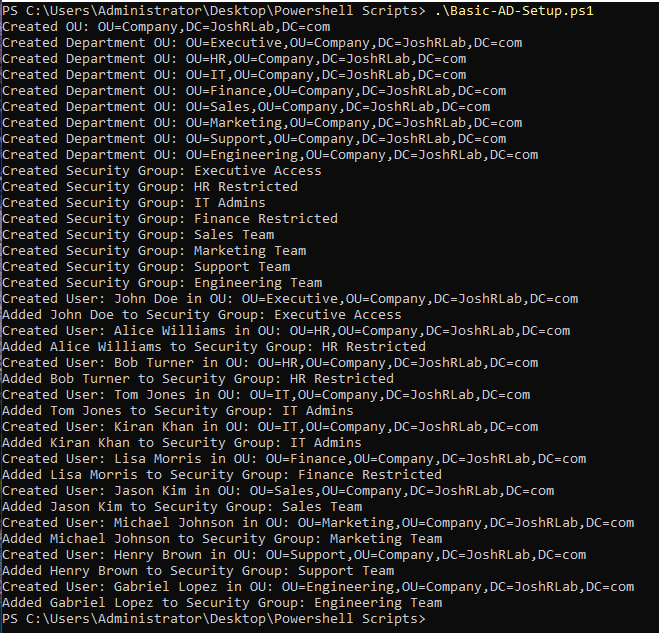 PS C:\Users\Administrator\Desktop\Powershell Scripts> .\Basic-AD-Setup.ps1
Created OU: OU=Company,DC=JoshRLab,DC=com
Created Department OU: OU=Executive,OU=Company,DC=JoshRLab,DC=com
Created Department OU: OU=HR,OU=Company,DC=JoshRLab,DC=com
Created Department OU: OU=IT,OU=Company,DC=JoshRLab,DC=com
Created Department OU: OU=Finance,OU=Company,DC=JoshRLab,DC=com
Created Department OU: OU=Sales,OU=Company,DC=JoshRLab,DC=com
Created Department OU: OU=Marketing,OU=Company,DC=JoshRLab,DC=com
Created Department OU: OU=Support,OU=Company,DC=JoshRLab,DC=com
Created Department OU: OU=Engineering,OU=Company,DC=JoshRLab,DC=com
Created Security Group: Executive Access
Created Security Group: HR Restricted
Created Security Group: IT Admins
Created Security Group: Finance Restricted
Created Security Group: Sales Team
Created Security Group: Marketing Team
Created Security Group: Support Team
Created Security Group: Engineering Team
Created User: John Doe in OU: OU=Executive,OU=Company,DC=JoshRLab,DC=com
Added John Doe to Security Group: Executive Access
Created User: Alice Williams in OU: OU=HR,OU=Company,DC=JoshRLab,DC=com
Added Alice Williams to Security Group: HR Restricted
Created User: Bob Turner in OU: OU=HR,OU=Company,DC=JoshRLab,DC=com
Added Bob Turner to Security Group: HR Restricted
Created User: Tom Jones in OU: OU=IT,OU=Company,DC=JoshRLab,DC=com
Added Tom Jones to Security Group: IT Admins
Created User: Kiran Khan in OU: OU=IT,OU=Company,DC=JoshRLab,DC=com
Added Kiran Khan to Security Group: IT Admins
Created User: Lisa Morris in OU: OU=Finance,OU=Company,DC=JoshRLab,DC=com
Added Lisa Morris to Security Group: Finance Restricted
Created User: Jason Kim in OU: OU=Sales,OU=Company,DC=JoshRLab,DC=com
Added Jason Kim to Security Group: Sales Team
Created User: Michael Johnson in OU: OU=Marketing,OU=Company,DC=JoshRLab,DC=com
Added Michael Johnson to Security Group: Marketing Team
Created User: Henry Brown in OU: OU=Support,OU=Company,DC=JoshRLab,DC=com
Added Henry Brown to Security Group: Support Team
Created User: Gabriel Lopez in OU: OU=Engineering,OU=Company,DC=JoshRLab,DC=com
Added Gabriel Lopez to Security Group: Engineering Team
PS C:\Users\Administrator\Desktop\Powershell Scripts>